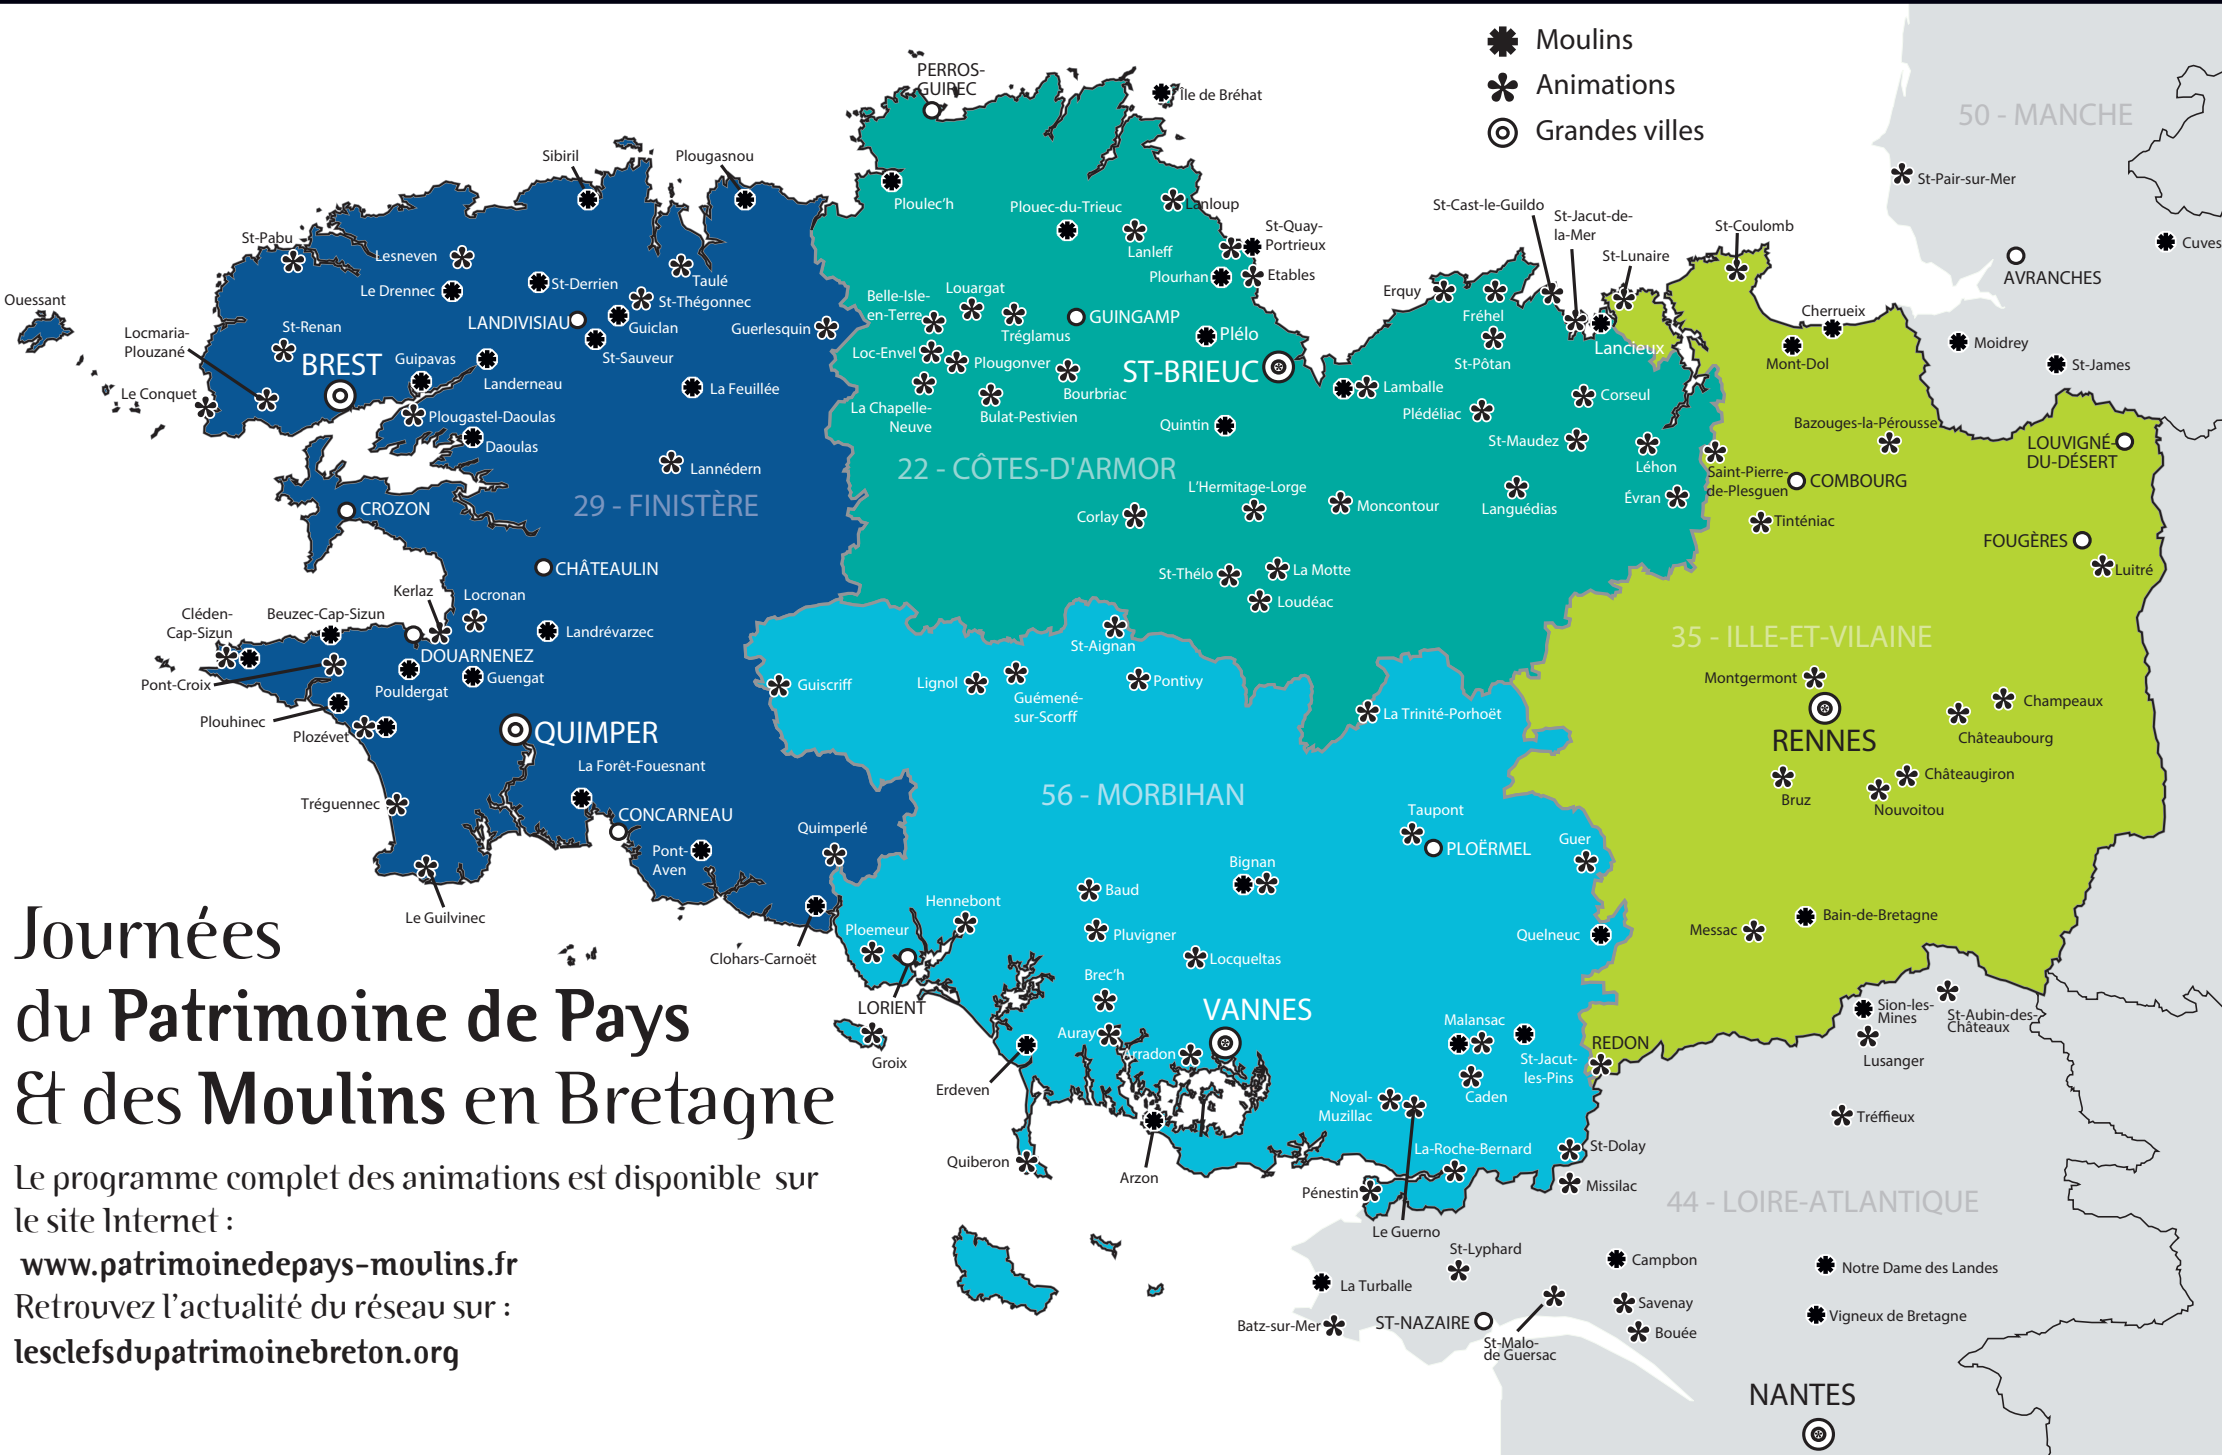 Moulins
Animations
Grandes villes
50 - MANCHE
St-Pair-sur-Mer
Cuves
AVRANCHES
Moidrey
St-James
PERROS-
GUIREC
Île de Bréhat
Ploulec'h
Plouec-du-Trieuc
Lanloup
Lanleff
St-Quay-
Portrieux
Plourhan
Etables
Belle-Isle-
en-Terre
Louargat
Tréglamus
GUINGAMP
Plélo
Loc-Envel
Plougonver
Bourbriac
ST-BRIEUC
La Chapelle-
Neuve
Bulat-Pestivien
Quintin
Lamballe
Erquy
Fréhel
St-Cast-le-Guildo
St-Jacut-de-
la-Mer
St-Lunaire
St-Coulomb
Lancieux
St-Pôtan
Plédéliac
Corseul
St-Maudez
Léhon
Évran
Languédias
22 - CÔTES-D'ARMOR
L'Hermitage-Lorge
Corlay
Moncontour
St-Thélo
La Motte
Loudéac
Sibiril
Plougasnou
St-Pabu
Lesneven
Le Drennec
St-Derrien
Taulé
St-Thégonnec
Ouessant
Locmaria-
Plouzané
St-Renan
BREST
Guipavas
LANDIVISIAU
Guiclan
St-Sauveur
Guerlesquin
Landerneau
La Feuillée
Le Conquet
Plougastel-Daoulas
Daoulas
Lannédern
CROZON
29 - FINISTÈRE
CHÂTEAULIN
Kerlaz
Locronan
Cléden-
Cap-Sizun
Beuzec-Cap-Sizun
Landrévarzec
DOUARNENEZ
Pont-Croix
Pouldergat
Guengat
Plouhinec
Plozévet
QUIMPER
La Forêt-Fouesnant
Tréguennec
CONCARNEAU
Quimperlé
Pont-
Aven
Le Guilvinec
Clohars-Carnoët
Cherrueix
Mont-Dol
Bazouges-la-Pérousse
LOUVIGNÉ-
DU-DÉSERT
Saint-Pierre-
de-Plesguen
COMBOURG
Tinténiac
FOUGÈRES
Luitré
35 - ILLE-ET-VILAINE
Montgermont
RENNES
Champeaux
Châteaubourg
Châteaugiron
Bruz
Nouvoitou
Messac
Bain-de-Bretagne
REDON
St-Aignan
Guiscriff
Lignol
Guémené-
sur-Scorff
Pontivy
La Trinité-Porhoët
56 - MORBIHAN
Taupont
PLOËRMEL
Guer
Bignan
Baud
Hennebont
Ploemeur
Pluvigner
Locqueltas
Quelneuc
Brec'h
LORIENT
VANNES
Groix
Auray
Arradon
Malansac
St-Jacut-
les-Pins
Erdeven
Caden
Noyal-
Muzillac
La-Roche-Bernard
St-Dolay
Quiberon
Arzon
Pénestin
Le Guerno
Missilac
Sion-les-
Mines
St-Aubin-des-
Châteaux
Lusanger
Tréffieux
44 - LOIRE-ATLANTIQUE
St-Lyphard
Campbon
Notre Dame des Landes
La Turballe
Savenay
Vigneux de Bretagne
Batz-sur-Mer
ST-NAZAIRE
St-Malo-
de Guersac
Bouée
NANTES
Journées
du Patrimoine de Pays
& des Moulins en Bretagne
Le programme complet des animations est disponible sur
le site Internet :
www.patrimoinedepays-moulins.fr
Retrouvez l'actualité du réseau sur :
lesclefsdupatrimoinebreton.org